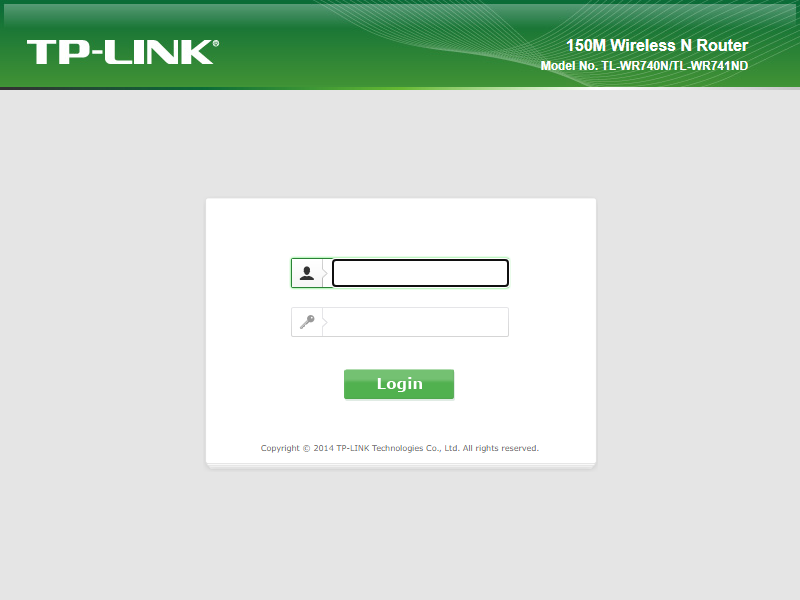 TP-LINK®
150M Wireless N Router
Model No. TL-WR740N/TL-WR741ND
Login
Copyright © 2014 TP-LINK Technologies Co., Ltd. All rights reserved.